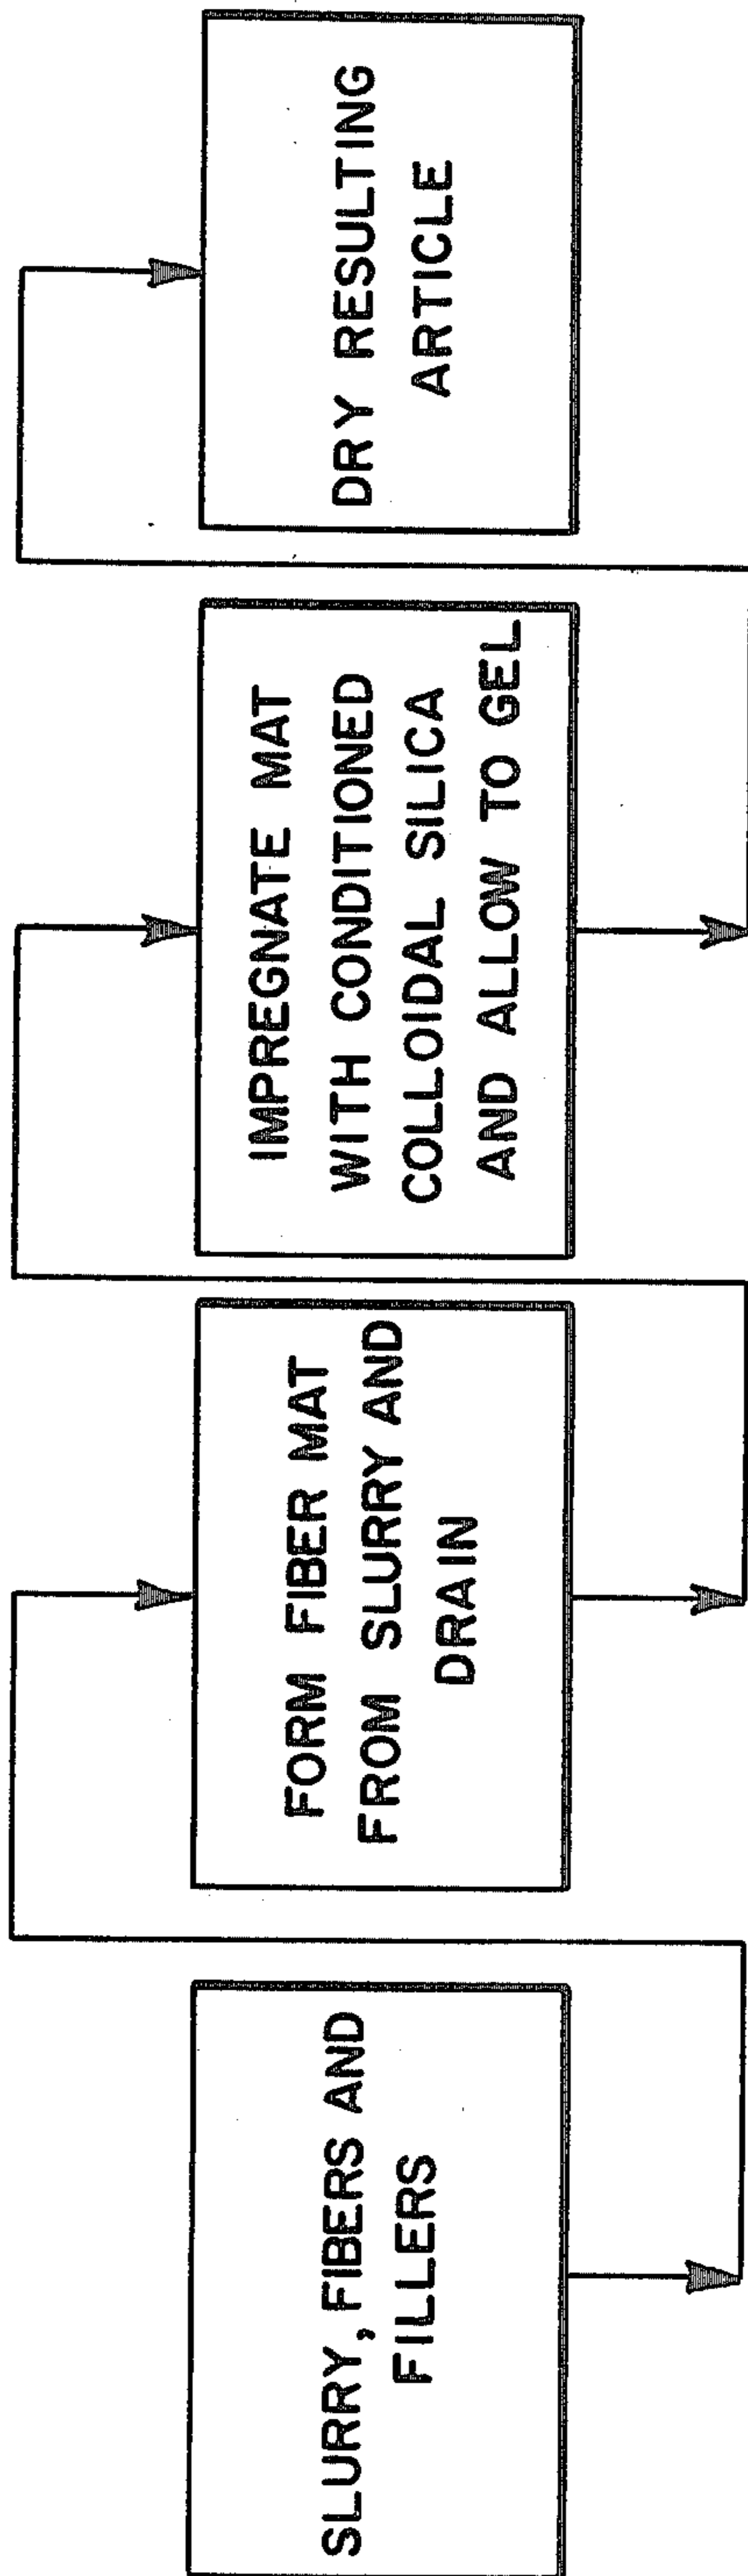 SLURRY, FIBERS AND
FILLERS
FORM FIBER MAT
FROM SLURRY AND
DRAIN
IMPREGNATE MAT
WITH CONDITIONED
COLLOIDAL SILICA
AND ALLOW TO GEL
DRY RESULTING
ARTICLE